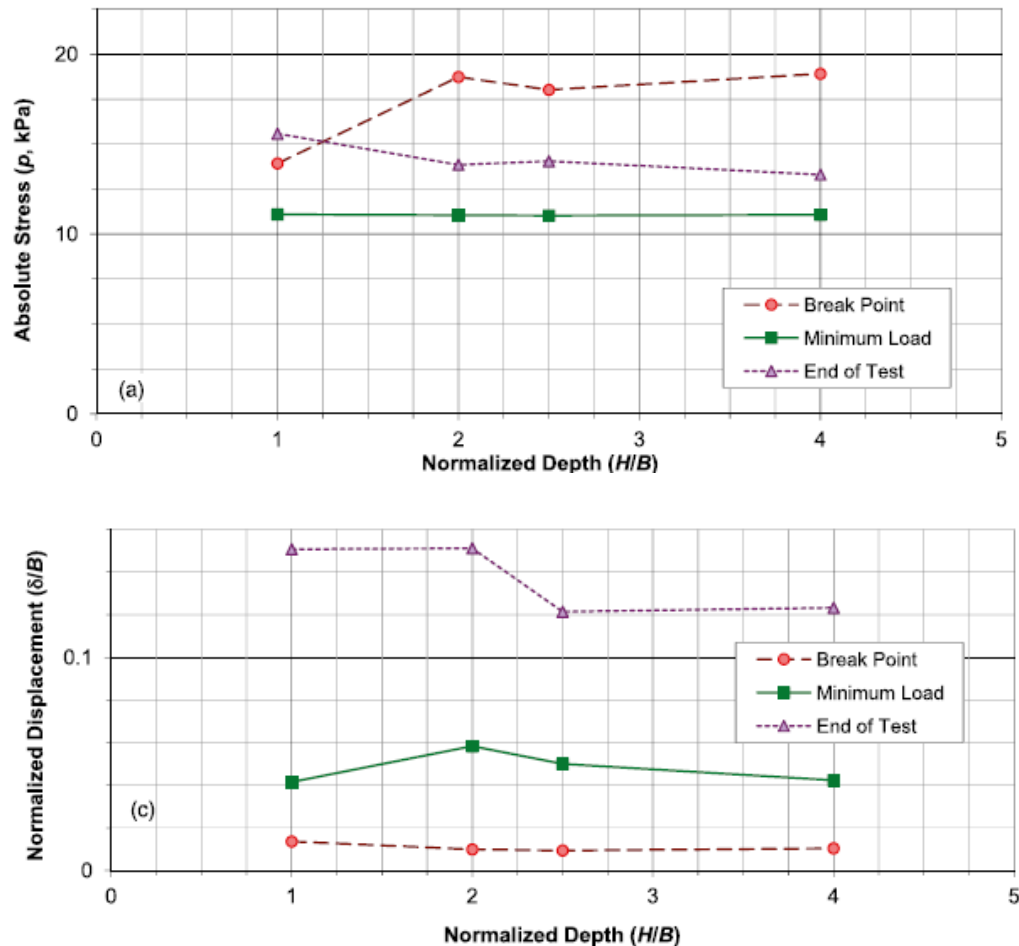 Absolute Stress (p, kPa)
20
10
0
(a)
Break Point
Minimum Load
End of Test
0 1 2 3 4 5
Normalized Depth (H/B)
Normalized Displacement (δ/B)
0.1
0
(c)
Break Point
Minimum Load
End of Test
0 1 2 3 4 5
Normalized Depth (H/B)